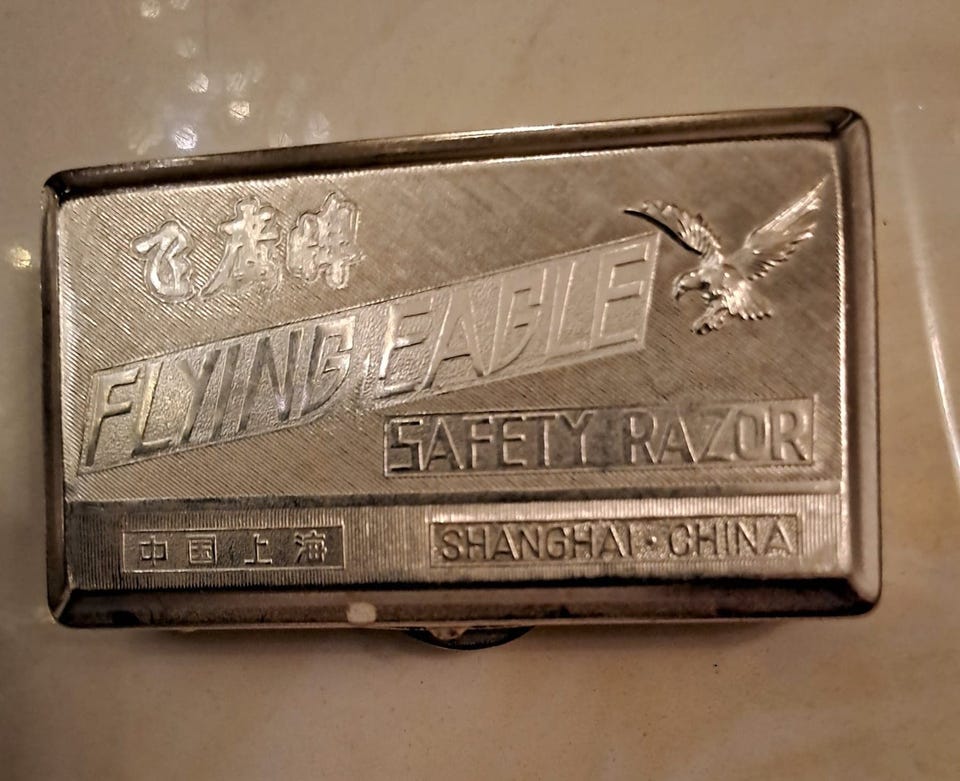 飞鹰牌
FLYING EAGLE
SAFETY RAZOR
中国上海
SHANGHAI·CHINA